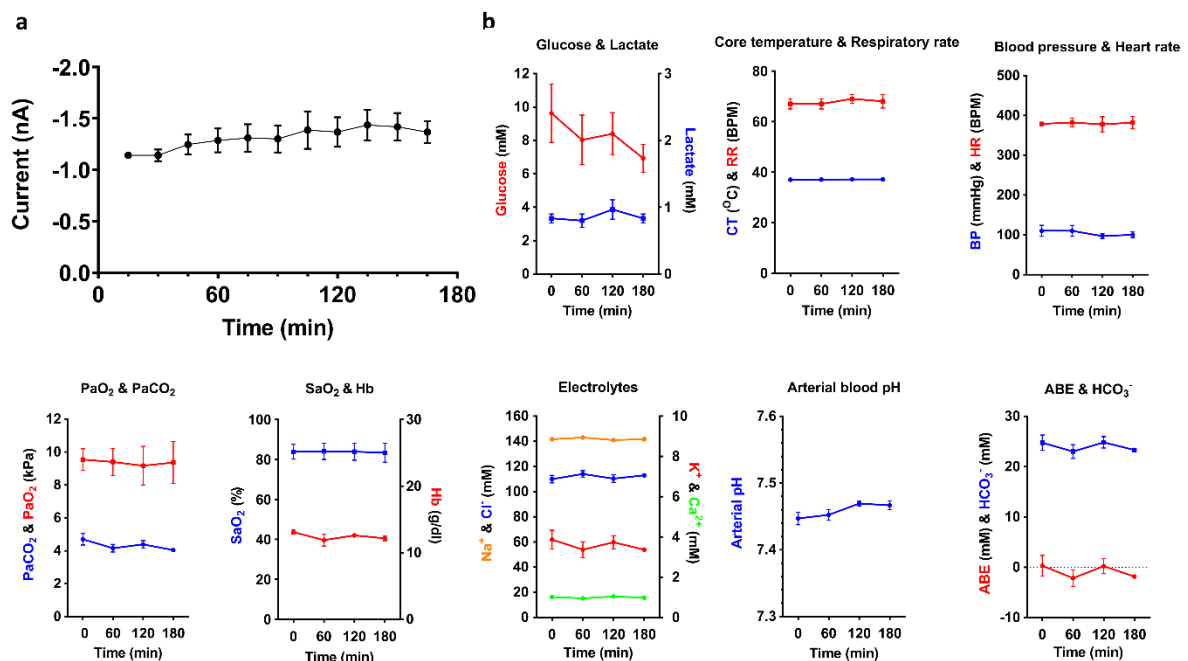 a
-2.0
-1.5
-1.0
-0.5
0.0
Current (nA)
0 60 120 180
Time (min)
b
Glucose & Lactate
12
10
8
6
4
2
0
Glucose (mM)
3
2
1
0
Lactate (mM)
0 60 120 180
Time (min)
Core temperature & Respiratory rate
80
60
40
20
0
CT (⁰C) & RR (BPM)
0 60 120 180
Time (min)
Blood pressure & Heart rate
500
400
300
200
100
0
BP (mmHg) & HR (BPM)
0 60 120 180
Time (min)
PaO₂ & PaCO₂
12
10
8
6
4
2
0
PaCO₂ & PaO₂ (kPa)
0 60 120 180
Time (min)
SaO₂ & Hb
100
80
60
40
20
0
SaO₂ (%)
30
20
10
0
Hb (g/dl)
0 60 120 180
Time (min)
Electrolytes
160
140
120
100
80
60
40
20
0
Na⁺ & Cl⁻ (mM)
10
8
6
4
2
0
K⁺ & Ca²⁺ (mM)
0 60 120 180
Time (min)
Arterial blood pH
7.6
7.5
7.4
7.3
Arterial pH
0 60 120 180
Time (min)
ABE & HCO₃⁻
30
20
10
0
-10
ABE (mM) & HCO₃⁻ (mM)
0 60 120 180
Time (min)